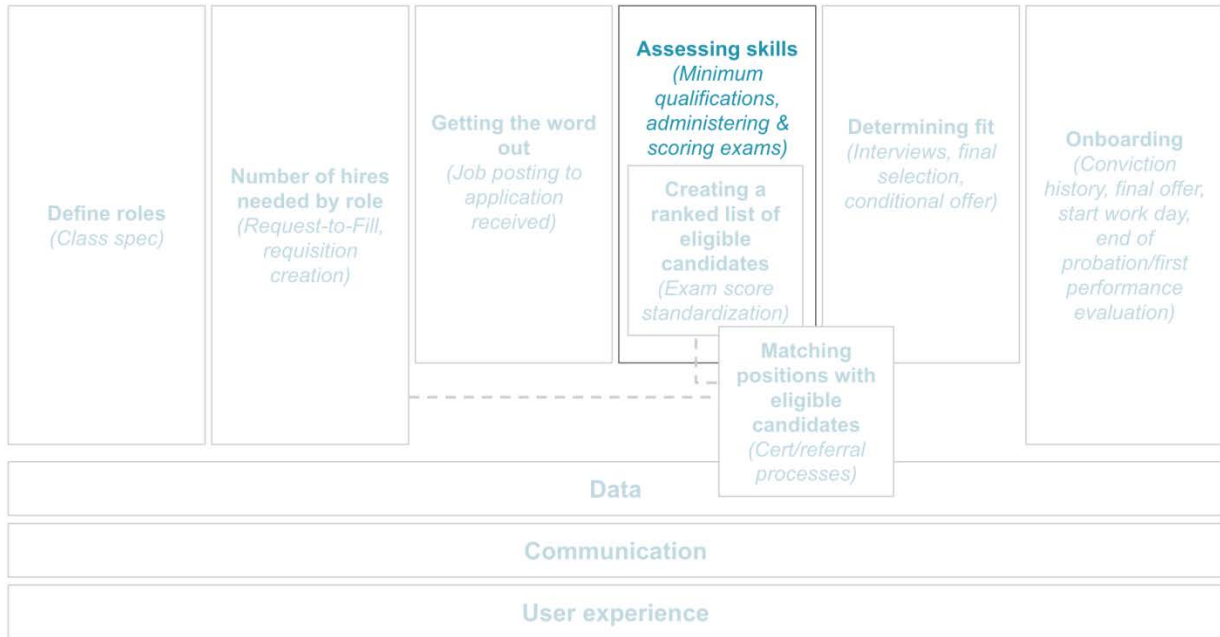 Define roles
(Class spec)
Number of hires
needed by role
(Request-to-Fill,
requisition
creation)
Getting the word
out
(Job posting to
application
received)
Assessing skills
(Minimum
qualifications,
administering &
scoring exams)
Creating a
ranked list of
eligible
candidates
(Exam score
standardization)
Matching
positions with
eligible
candidates
(Cert/referral
processes)
Determining fit
(Interviews, final
selection,
conditional offer)
Onboarding
(Conviction
history, final offer,
start work day,
end of
probation/first
performance
evaluation)
Data
Communication
User experience